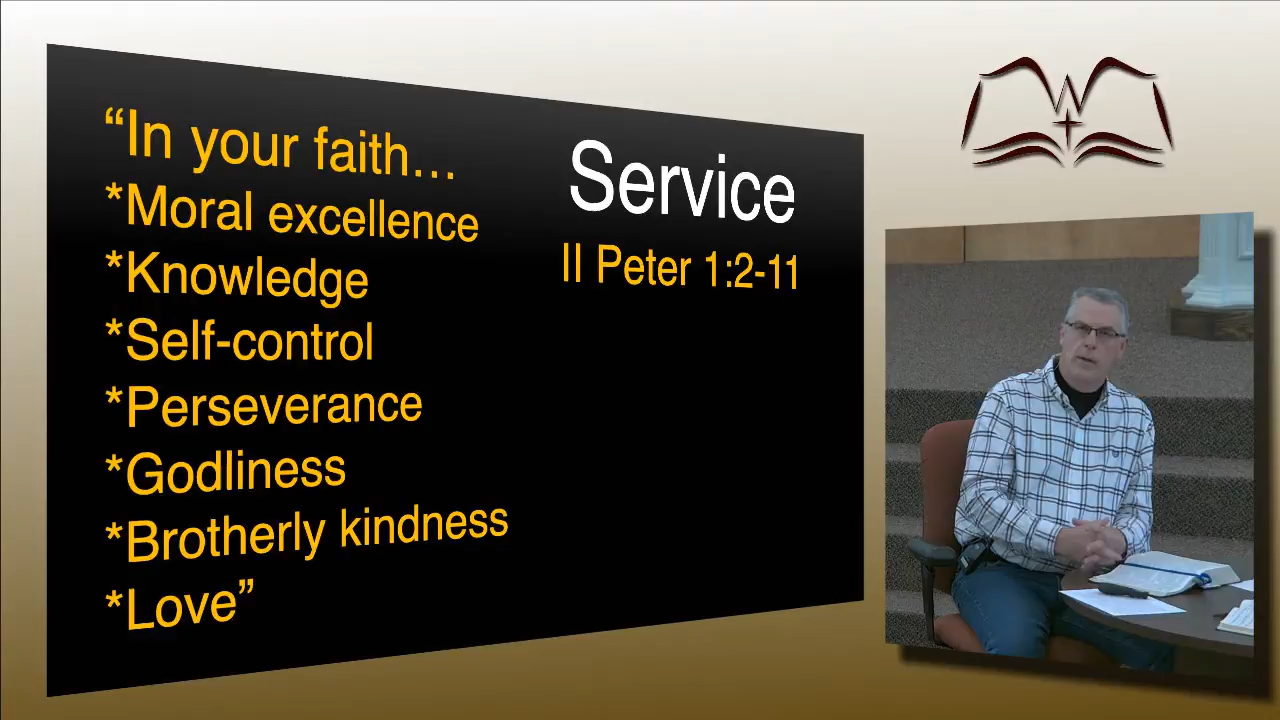 “In your faith…
*Moral excellence
*Knowledge
*Self-control
*Perseverance
*Godliness
*Brotherly kindness
*Love”
Service
II Peter 1:2-11